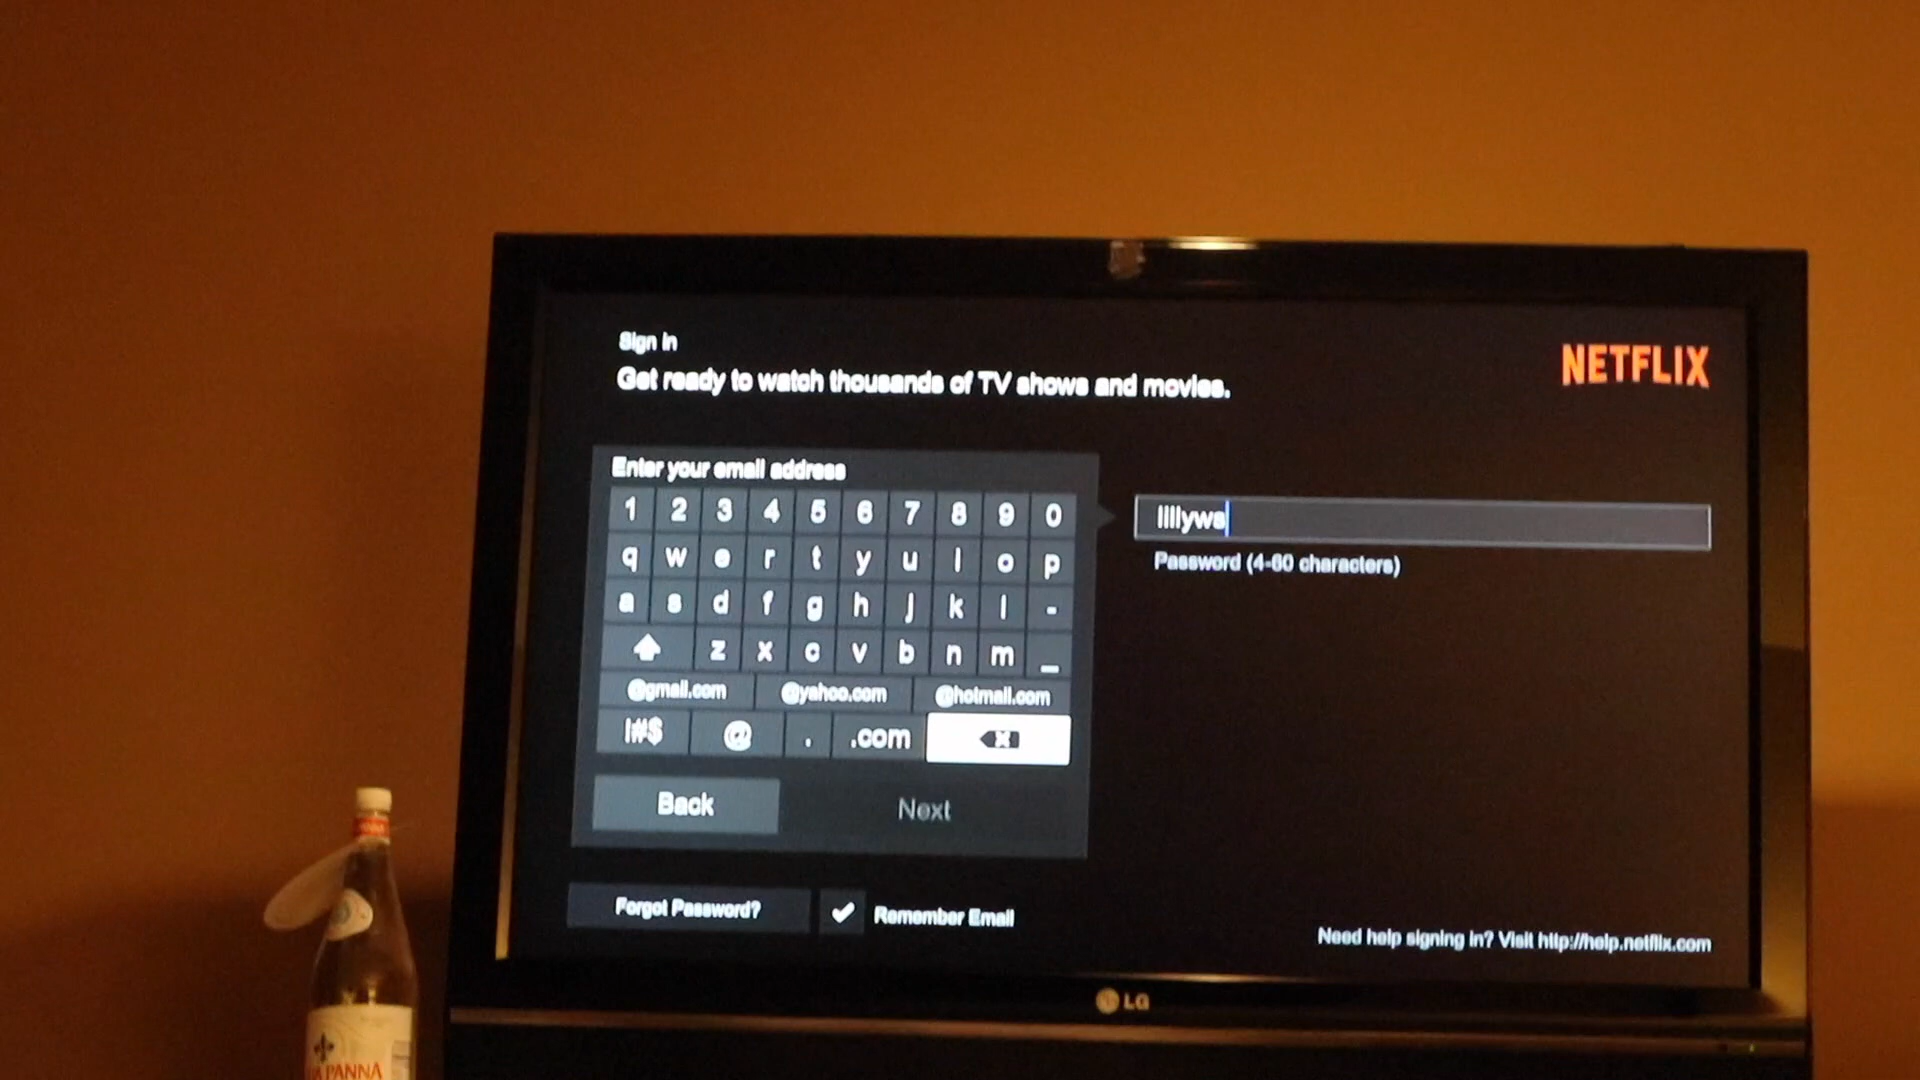 Sign In
Get ready to watch thousands of TV shows and movies.
NETFLIX
Enter your email address
1 2 3 4 5 6 7 8 9 0
q w e r t y u i o p
a s d f g h j k l -
z x c v b n m _
@gmail.com @yahoo.com @hotmail.com
!#$ @ . .com
Back Next
Forgot Password? Remember Email
Password (4-60 characters)
Need help signing in? Visit http://help.netflix.com
LG
PANNA